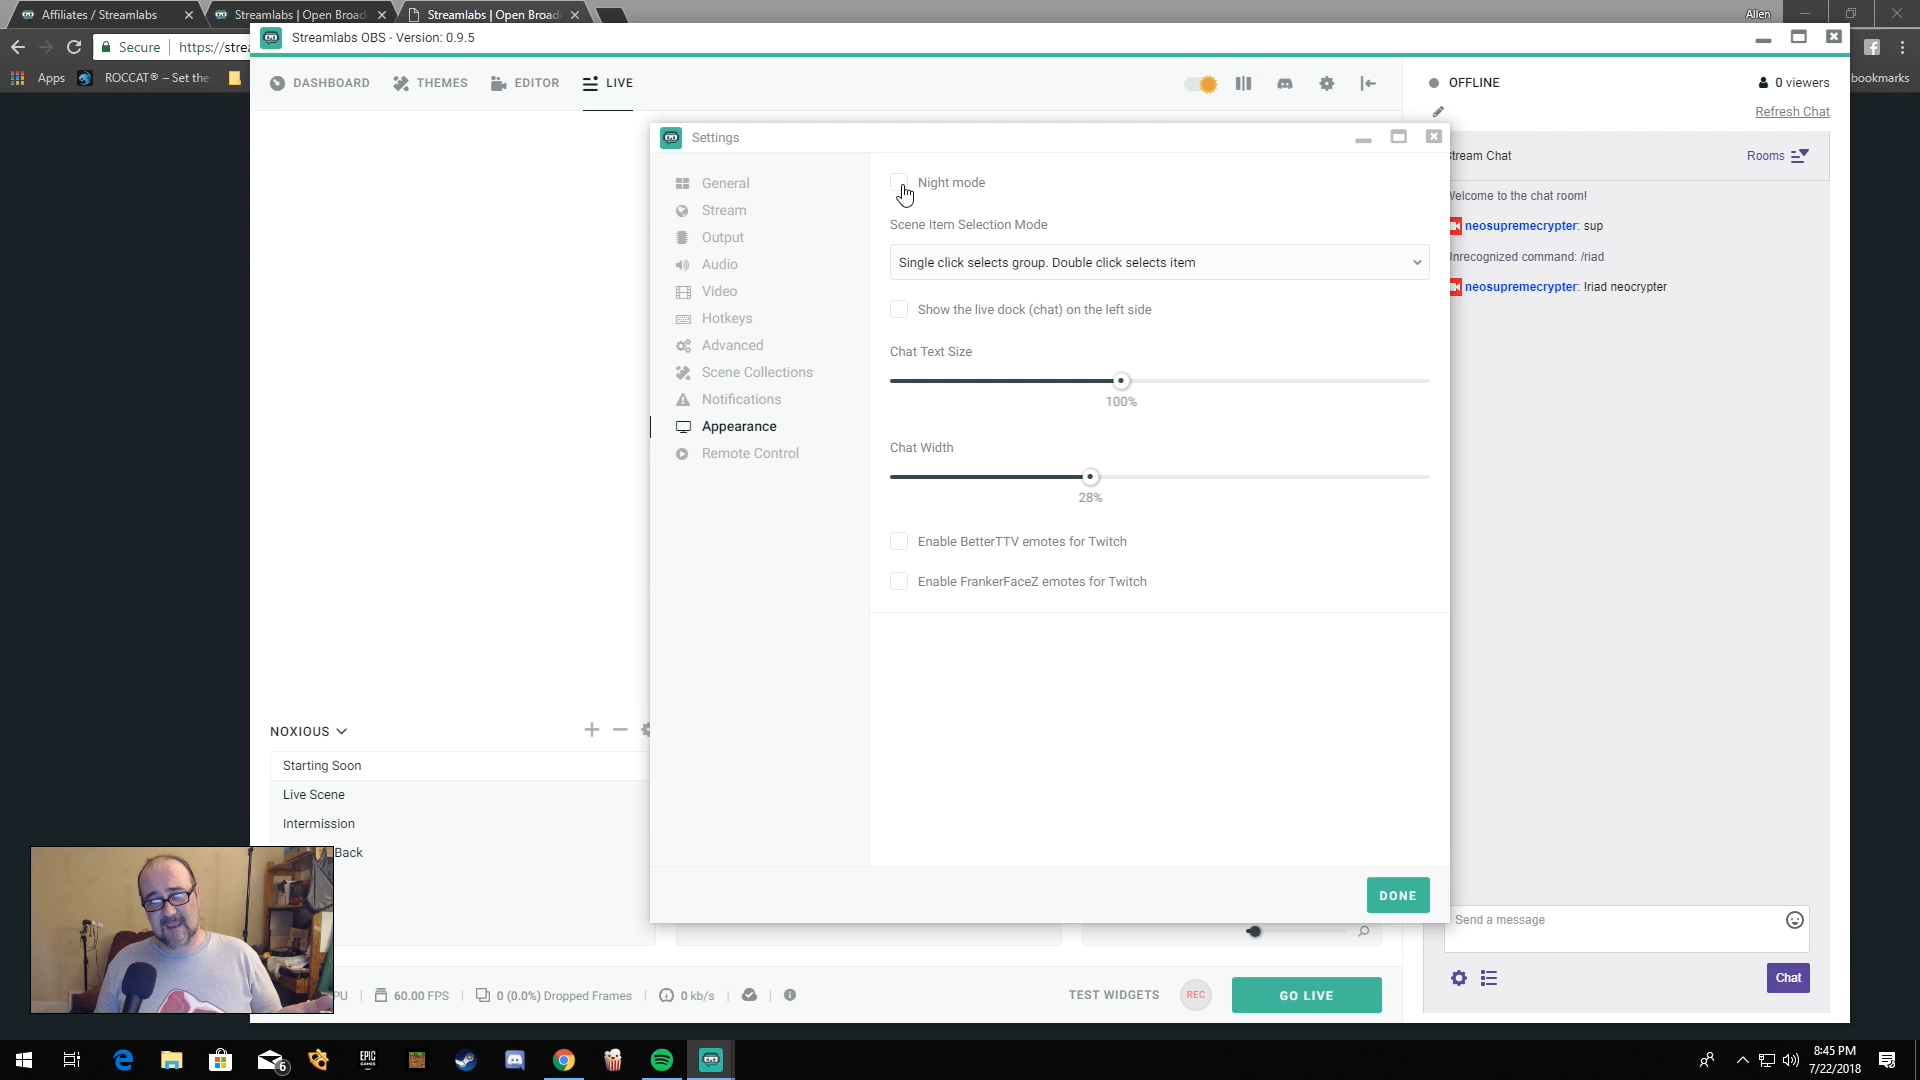 Affiliates / Streamlabs
Streamlabs | Open Broad
Streamlabs | Open Broad
Allen
Secure
https://strea
Apps
ROCCAT® – Set the
bookmarks
Streamlabs OBS - Version: 0.9.5
DASHBOARD
THEMES
EDITOR
LIVE
OFFLINE
0 viewers
Refresh Chat
Settings
General
Stream
Output
Audio
Video
Hotkeys
Advanced
Scene Collections
Notifications
Appearance
Remote Control
Night mode
Scene Item Selection Mode
Single click selects group. Double click selects item
Show the live dock (chat) on the left side
Chat Text Size
100%
Chat Width
28%
Enable BetterTTV emotes for Twitch
Enable FrankerFaceZ emotes for Twitch
DONE
Stream Chat
Rooms
Welcome to the chat room!
neosupremecrypter: sup
Unrecognized command: /riad
neosupremecrypter: !riad neocrypter
Send a message
Chat
NOXIOUS
Starting Soon
Live Scene
Intermission
Back
PU
60.00 FPS
0 (0.0%) Dropped Frames
0 kb/s
TEST WIDGETS
REC
GO LIVE
6
EPIC
GAMES
8:45 PM
7/22/2018